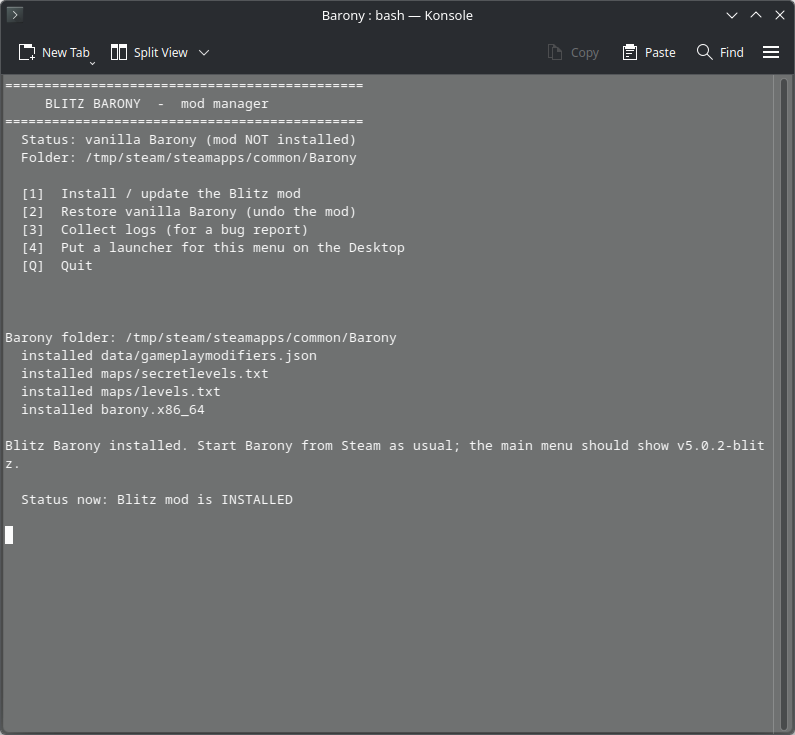 Barony : bash — Konsole
New Tab Split View Copy Paste Find
=============================================
BLITZ BARONY - mod manager
=============================================
Status: vanilla Barony (mod NOT installed)
Folder: /tmp/steam/steamapps/common/Barony
[1] Install / update the Blitz mod
[2] Restore vanilla Barony (undo the mod)
[3] Collect logs (for a bug report)
[4] Put a launcher for this menu on the Desktop
[Q] Quit
Barony folder: /tmp/steam/steamapps/common/Barony
installed data/gameplaymodifiers.json
installed maps/secretlevels.txt
installed maps/levels.txt
installed barony.x86_64
Blitz Barony installed. Start Barony from Steam as usual; the main menu should show v5.0.2-blit
z.
Status now: Blitz mod is INSTALLED